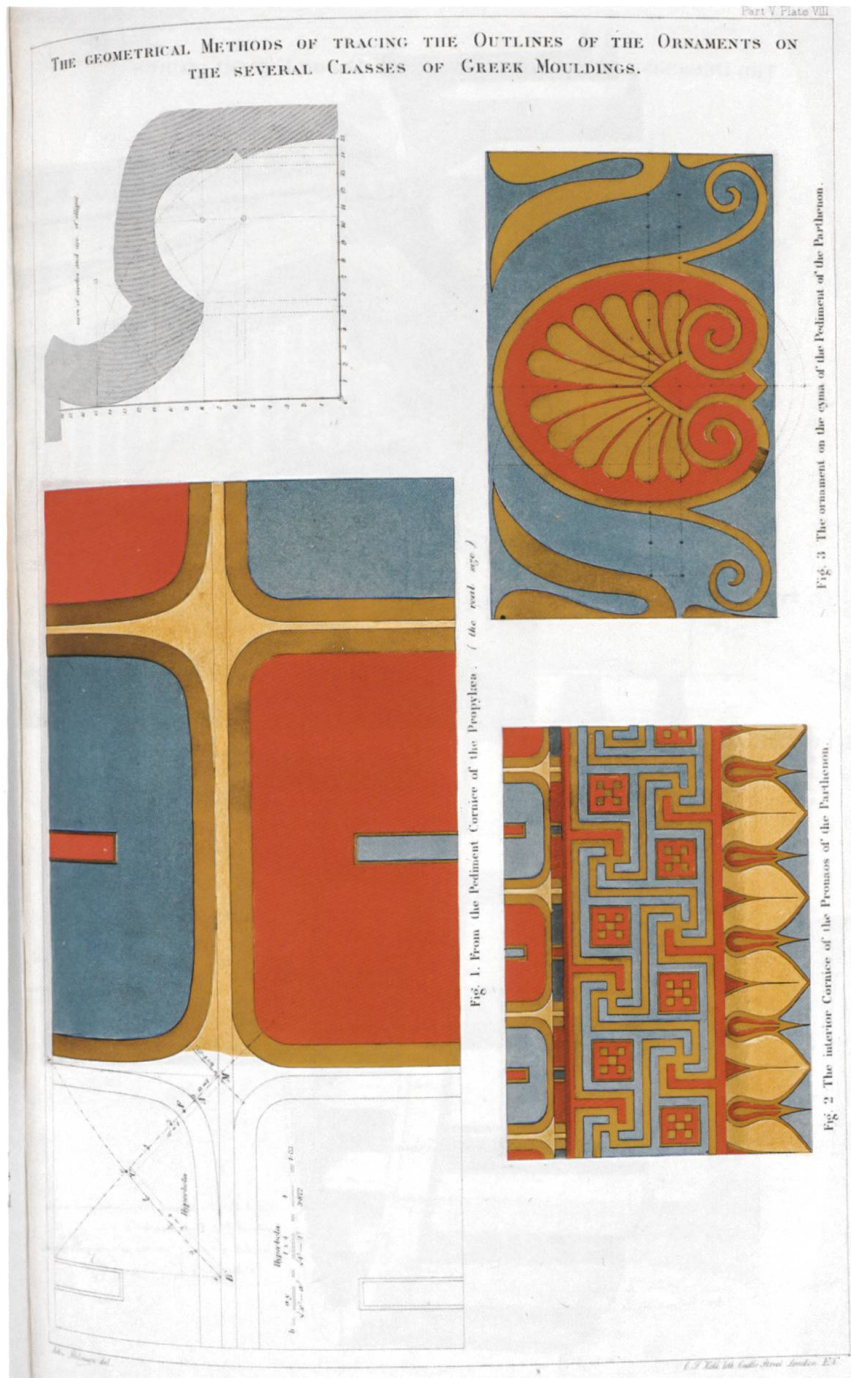 Part V. Plate VIII.
THE GEOMETRICAL METHODS OF TRACING THE OUTLINES OF THE ORNAMENTS ON
THE SEVERAL CLASSES OF GREEK MOULDINGS.
Fig. 3 The ornament on the cyma of the Pediment of the Parthenon.
Fig. 1. From the Pediment Cornice of the Propylæa. (the real size)
Fig. 2 The interior Cornice of the Pronaos of the Parthenon.
Hyperbola
Hyperbola
London E.C.